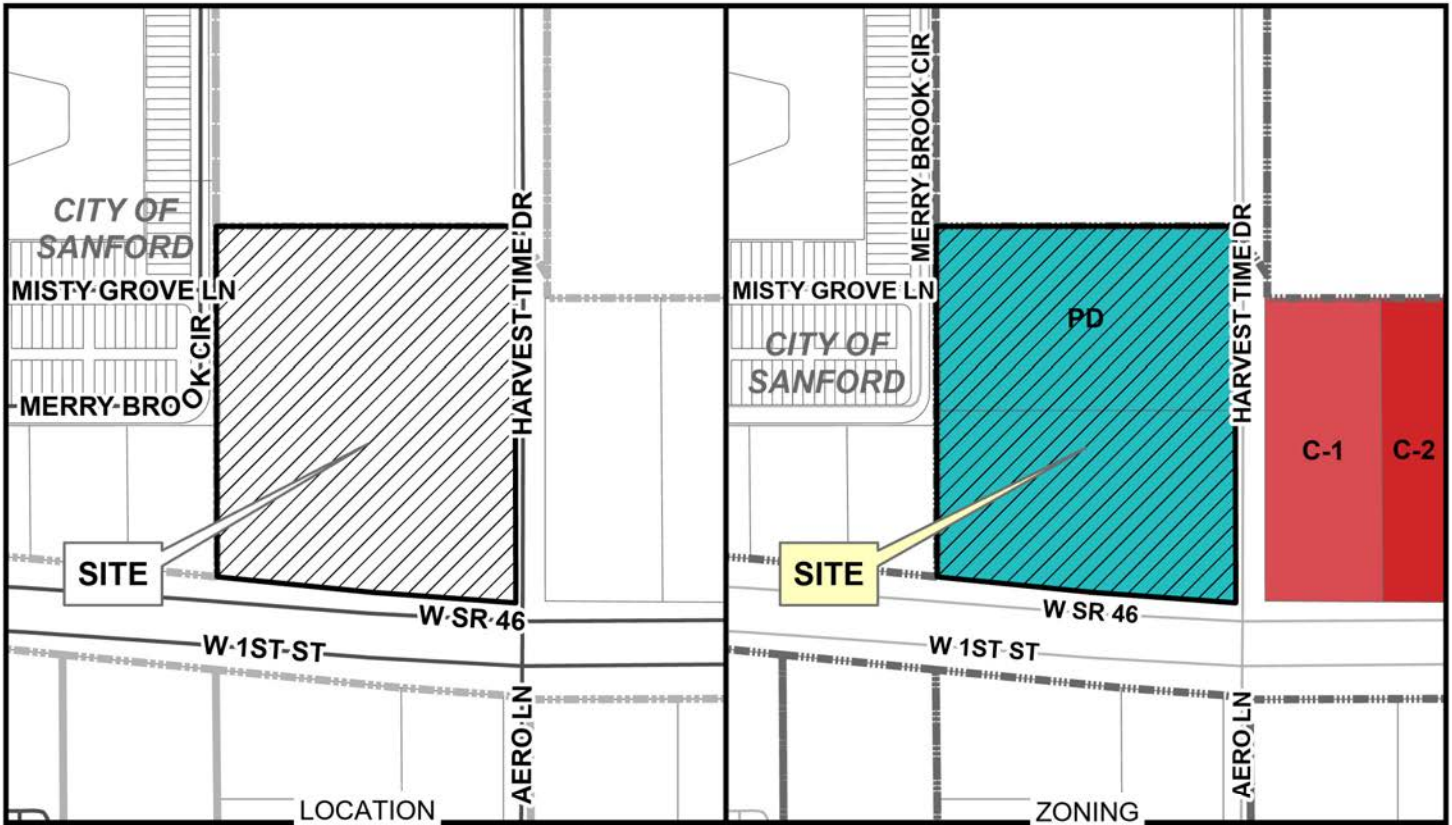 CITY OF
SANFORD
MISTY GROVE LN
MERRY BROOK CIR
HARVEST TIME DR
SITE
W SR 46
W 1ST ST
AERO LN
LOCATION
MERRY BROOK CIR
HARVEST TIME DR
MISTY GROVE LN
PD
CITY OF
SANFORD
C-1
C-2
SITE
W SR 46
W 1ST ST
AERO LN
ZONING